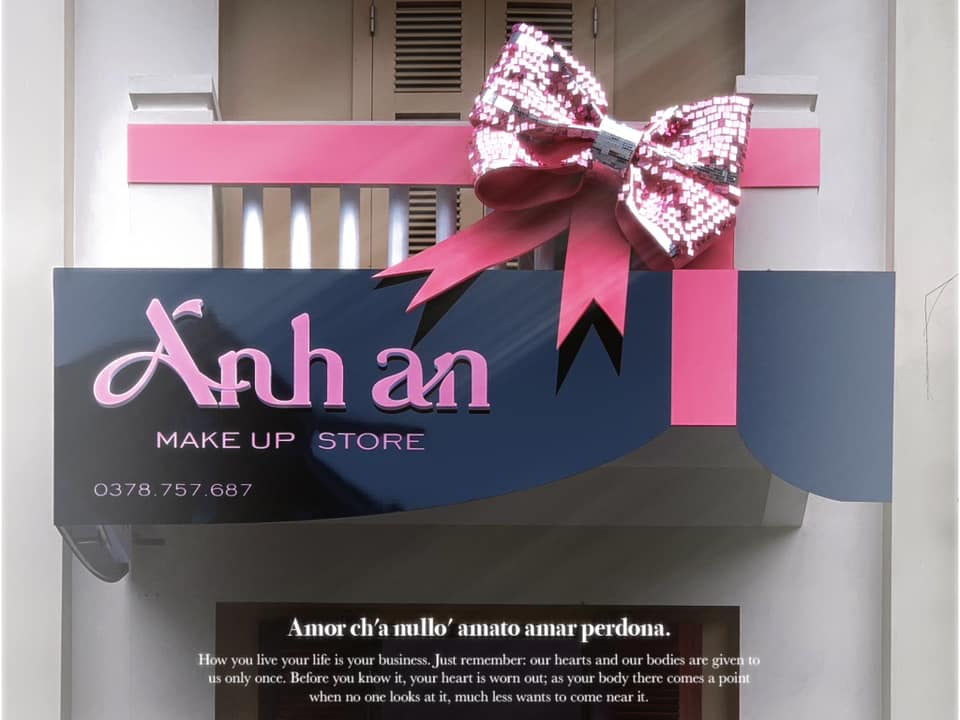 Ánh an
MAKE UP STORE
0378.757.687
Amor ch'a nullo' amato amar perdona.
How you live your life is your business. Just remember: our hearts and our bodies are given to
us only once. Before you know it, your heart is worn out; as your body there comes a point
when no one looks at it, much less wants to come near it.